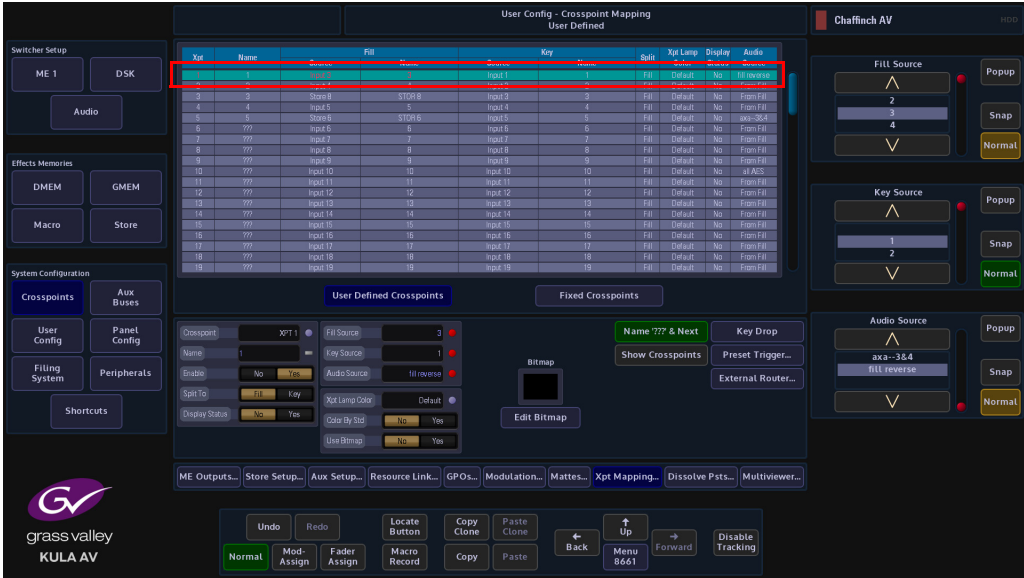 User Config - Crosspoint Mapping
User Defined
Chaffinch AV
HDD
Switcher Setup
ME 1
DSK
Audio
Effects Memories
DMEM
GMEM
Macro
Store
System Configuration
Crosspoints
Aux Buses
User Config
Panel Config
Filing System
Peripherals
Shortcuts
grass valley
KULA AV
Xpt Name Fill Key Split Xpt Lamp Display Audio
1 1 Input 1 1 Fill Default No fill reverse
3 3 Store 8 STOR 8 Input 3 3 Fill Default No From Fill
4 4 Input 5 5 Input 4 4 Fill Default No From Fill
5 5 Store 6 STOR 6 Input 5 5 Fill Default No axa--3&4
6 ??? Input 6 6 Input 6 6 Fill Default No From Fill
7 ??? Input 7 7 Input 7 7 Fill Default No From Fill
8 ??? Input 8 8 Input 8 8 Fill Default No From Fill
9 ??? Input 9 9 Input 9 9 Fill Default No From Fill
10 ??? Input 10 10 Input 10 10 Fill Default No all AES
11 ??? Input 11 11 Input 11 11 Fill Default No From Fill
12 ??? Input 12 12 Input 12 12 Fill Default No From Fill
13 ??? Input 13 13 Input 13 13 Fill Default No From Fill
14 ??? Input 14 14 Input 14 14 Fill Default No From Fill
15 ??? Input 15 15 Input 15 15 Fill Default No From Fill
16 ??? Input 16 16 Input 16 16 Fill Default No From Fill
17 ??? Input 17 17 Input 17 17 Fill Default No From Fill
18 ??? Input 18 18 Input 18 18 Fill Default No From Fill
19 ??? Input 19 19 Input 19 19 Fill Default No From Fill
User Defined Crosspoints
Fixed Crosspoints
Crosspoint XPT 1
Name 1
Enable No Yes
Split To Fill Key
Display Status No Yes
Fill Source 3
Key Source 1
Audio Source fill reverse
Xpt Lamp Color Default
Color By Std No Yes
Use Bitmap No Yes
Bitmap
Edit Bitmap
Name '???' & Next
Key Drop
Show Crosspoints
Preset Trigger...
External Router...
ME Outputs... Store Setup... Aux Setup... Resource Link... GPOs... Modulation... Mattes... Xpt Mapping... Dissolve Psts... Multiviewer...
Undo
Redo
Normal
Mod-Assign
Fader Assign
Locate Button
Macro Record
Copy Clone
Paste Clone
Copy
Paste
Back
Up
Menu 8661
Forward
Disable Tracking
Fill Source
2
3
4
Popup
Snap
Normal
Key Source
1
2
Popup
Snap
Normal
Audio Source
axa--3&4
fill reverse
Popup
Snap
Normal